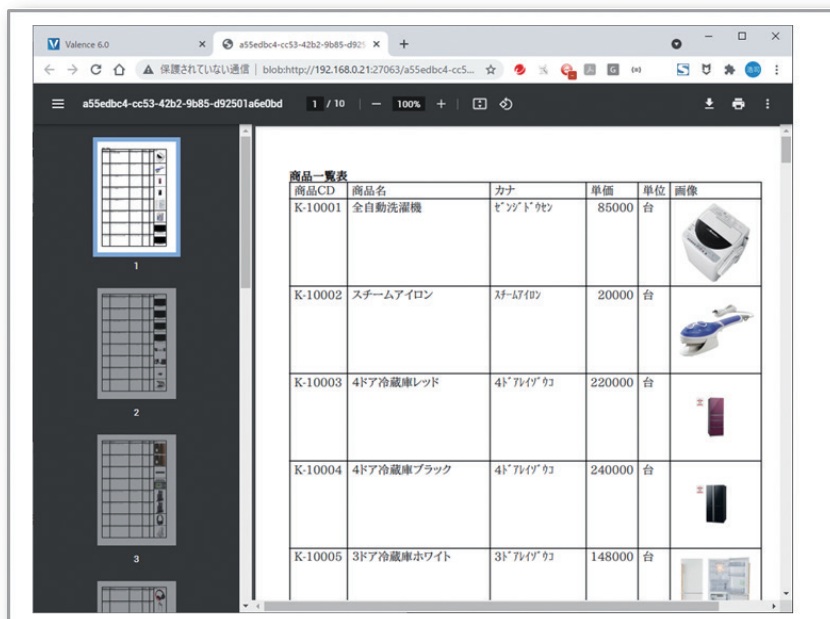 Valence 6.0
a55edbc4-cc53-42b2-9b85-d925
保護されていない通信 | blob:http://192.168.0.21:27063/a55edbc4-cc5...
a55edbc4-cc53-42b2-9b85-d92501a6e0bd 1 / 10 100%
商品一覧表
商品CD 商品名 カナ 単価 単位 画像
K-10001 全自動洗濯機 ｾﾞﾝｼﾞﾄﾞｳｾﾝ 85000 台
K-10002 スチームアイロン ｽﾁｰﾑｱｲﾛﾝ 20000 台
K-10003 4ドア冷蔵庫レッド 4ﾄﾞｱﾚｲｿﾞｳｺ 220000 台
K-10004 4ドア冷蔵庫ブラック 4ﾄﾞｱﾚｲｿﾞｳｺ 240000 台
K-10005 3ドア冷蔵庫ホワイト 3ﾄﾞｱﾚｲｿﾞｳｺ 148000 台
1
2
3